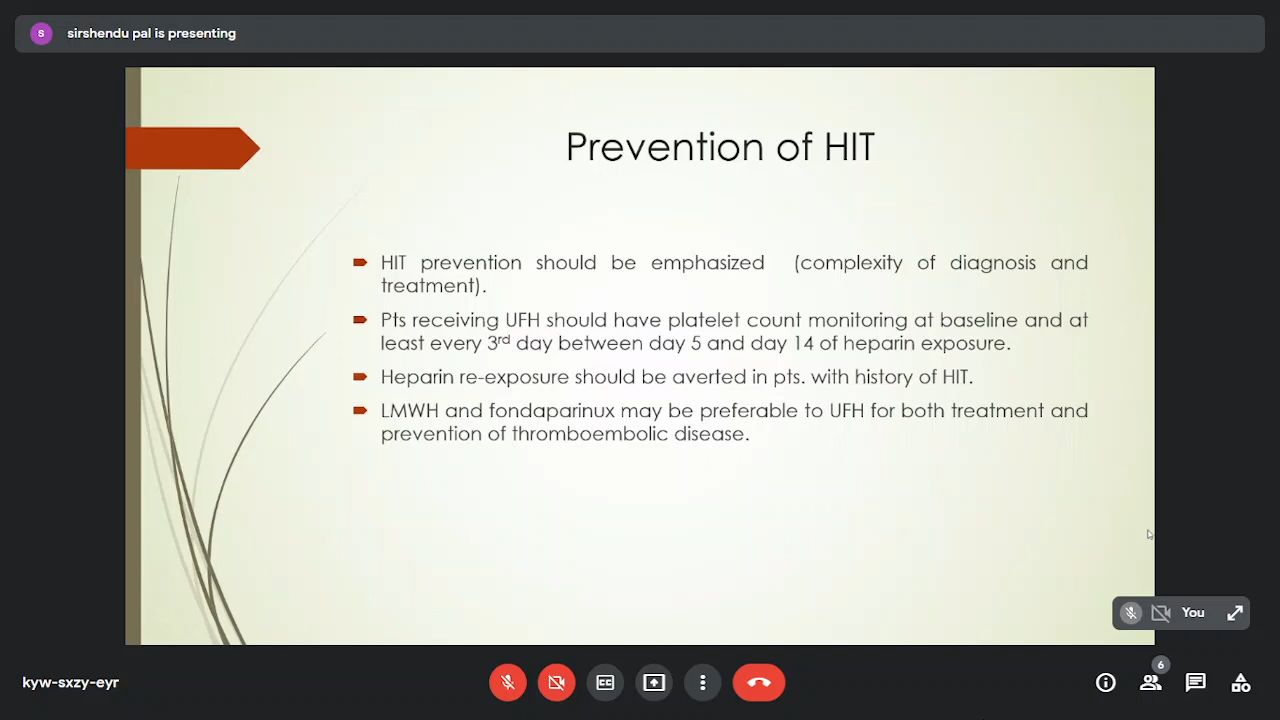 S
sirshendu pal is presenting
Prevention of HIT
HIT prevention should be emphasized (complexity of diagnosis and
treatment).
Pts receiving UFH should have platelet count monitoring at baseline and at
least every 3rd day between day 5 and day 14 of heparin exposure.
Heparin re-exposure should be averted in pts. with history of HIT.
LMWH and fondaparinux may be preferable to UFH for both treatment and
prevention of thromboembolic disease.
You
kyw-sxzy-eyr
CC
6